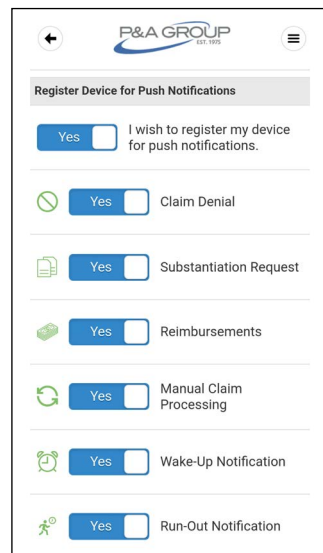 P&A GROUP
EST. 1975
Register Device for Push Notifications
Yes
I wish to register my device
for push notifications.
Yes
Claim Denial
Yes
Substantiation Request
Yes
Reimbursements
Yes
Manual Claim
Processing
Yes
Wake-Up Notification
Yes
Run-Out Notification